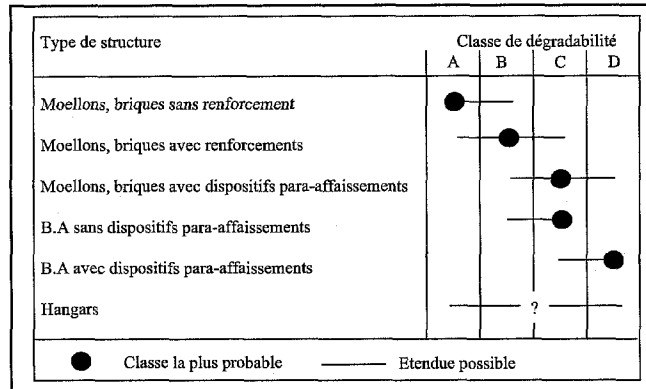 Type de structure Classe de dégradabilité
A B C D
Moellons, briques sans renforcement
Moellons, briques avec renforcements
Moellons, briques avec dispositifs para-affaissements
B.A sans dispositifs para-affaissements
B.A avec dispositifs para-affaissements
Hangars ?
Classe la plus probable Etendue possible